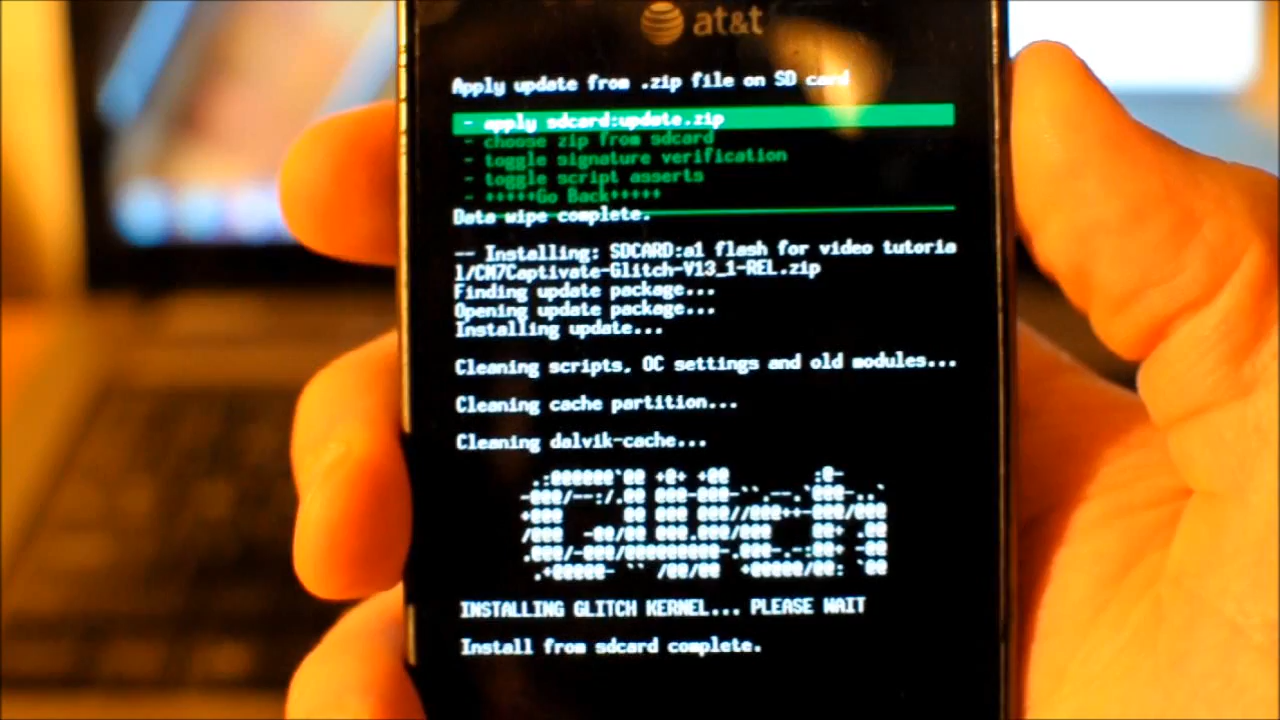 at&t
Apply update from .zip file on SD card
- apply sdcard:update.zip
- choose zip from sdcard
- toggle signature verification
- toggle script asserts
- +++++Go Back+++++
Data wipe complete.
-- Installing: SDCARD:a1 flash for video tutoria
l/CM7Captivate-Glitch-V13_1-REL.zip
Finding update package...
Opening update package...
Installing update...
Cleaning scripts, OC settings and old modules...
Cleaning cache partition...
Cleaning dalvik-cache...
Glitch
INSTALLING GLITCH KERNEL... PLEASE WAIT
Install from sdcard complete.